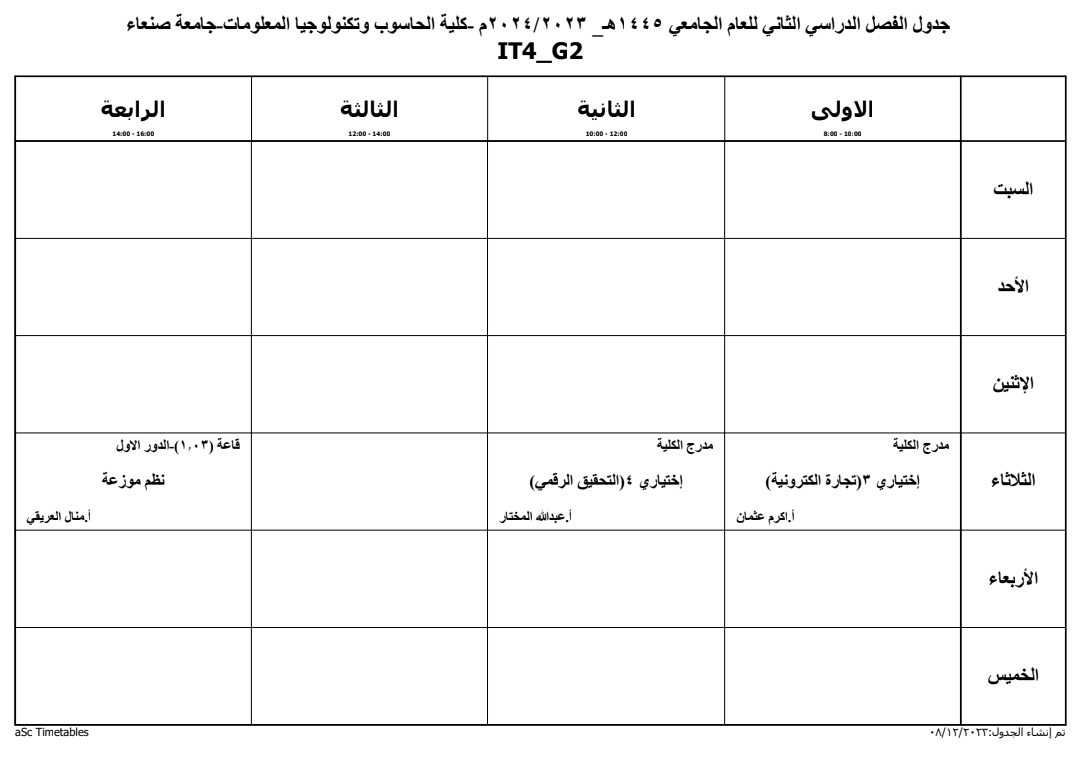 جدول الفصل الدراسي الثاني للعام الجامعي ١٤٤٥هـ_ ٢٠٢٤/٢٠٢٣م -كلية الحاسوب وتكنولوجيا المعلومات-جامعة صنعاء
IT4_G2
الاولى الثانية الثالثة الرابعة
8:00 - 10:00 10:00 - 12:00 12:00 - 14:00 14:00 - 16:00
السبت
الأحد
الإثنين
الثلاثاء
مدرج الكلية
إختياري ٣(تجارة الكترونية)
أ.اكرم عثمان
مدرج الكلية
إختياري ٤(التحقيق الرقمي)
أ.عبدالله المختار
قاعة (١,٠٣)-الدور الاول
نظم موزعة
أ.منال العريقي
الأربعاء
الخميس
تم إنشاء الجدول:٠٨/١٢/٢٠٢٣
aSc Timetables